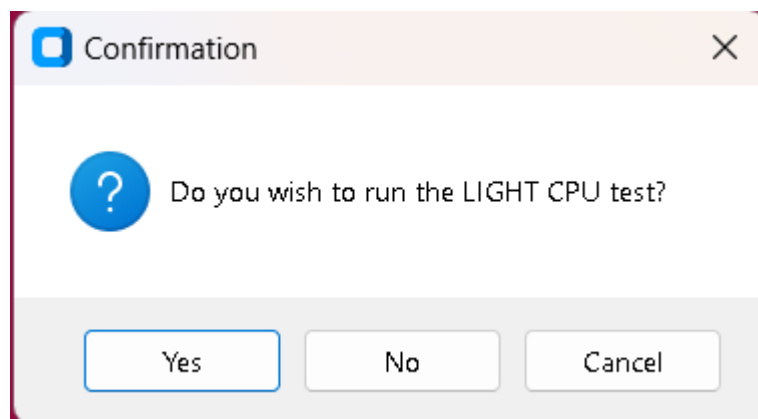 Confirmation
Do you wish to run the LIGHT CPU test?
Yes No Cancel